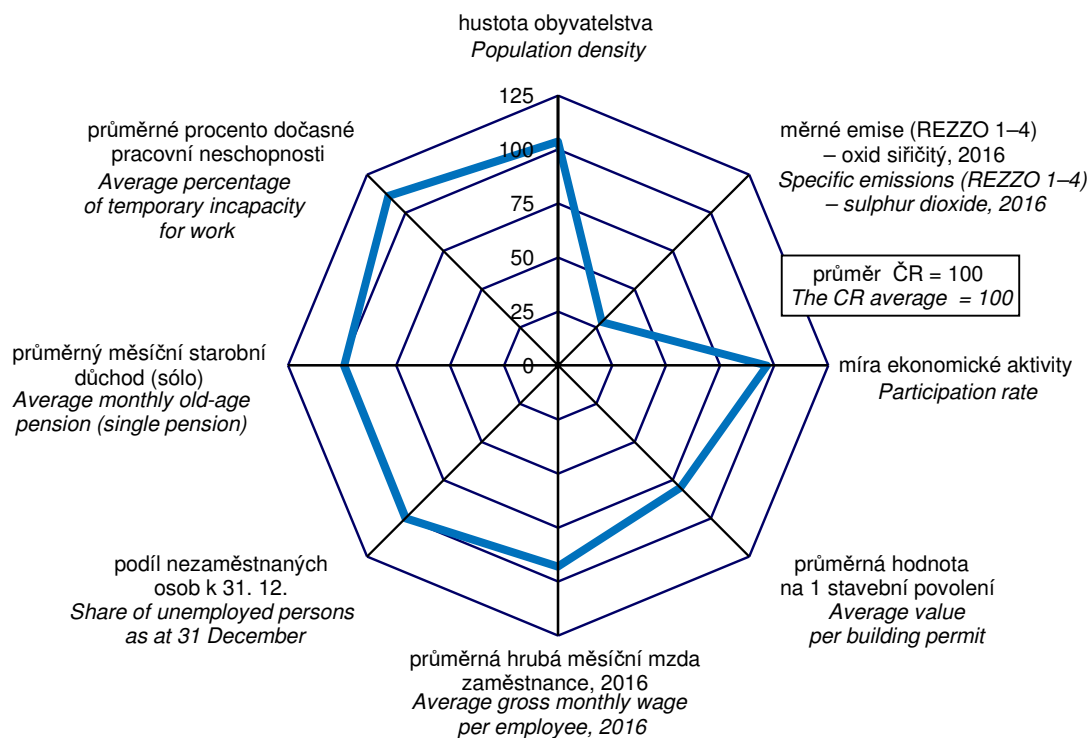 hustota obyvatelstva
Population density
125
100
75
50
25
0
měrné emise (REZZO 1–4)
– oxid siřičitý, 2016
Specific emissions (REZZO 1–4)
– sulphur dioxide, 2016
průměr  ČR = 100
The CR average  = 100
míra ekonomické aktivity
Participation rate
průměrná hodnota
na 1 stavební povolení
Average value
per building permit
průměrná hrubá měsíční mzda
zaměstnance, 2016
Average gross monthly wage
per employee, 2016
podíl nezaměstnaných
osob k 31. 12.
Share of unemployed persons
as at 31 December
průměrný měsíční starobní
důchod (sólo)
Average monthly old-age
pension (single pension)
průměrné procento dočasné
pracovní neschopnosti
Average percentage
of temporary incapacity
for work